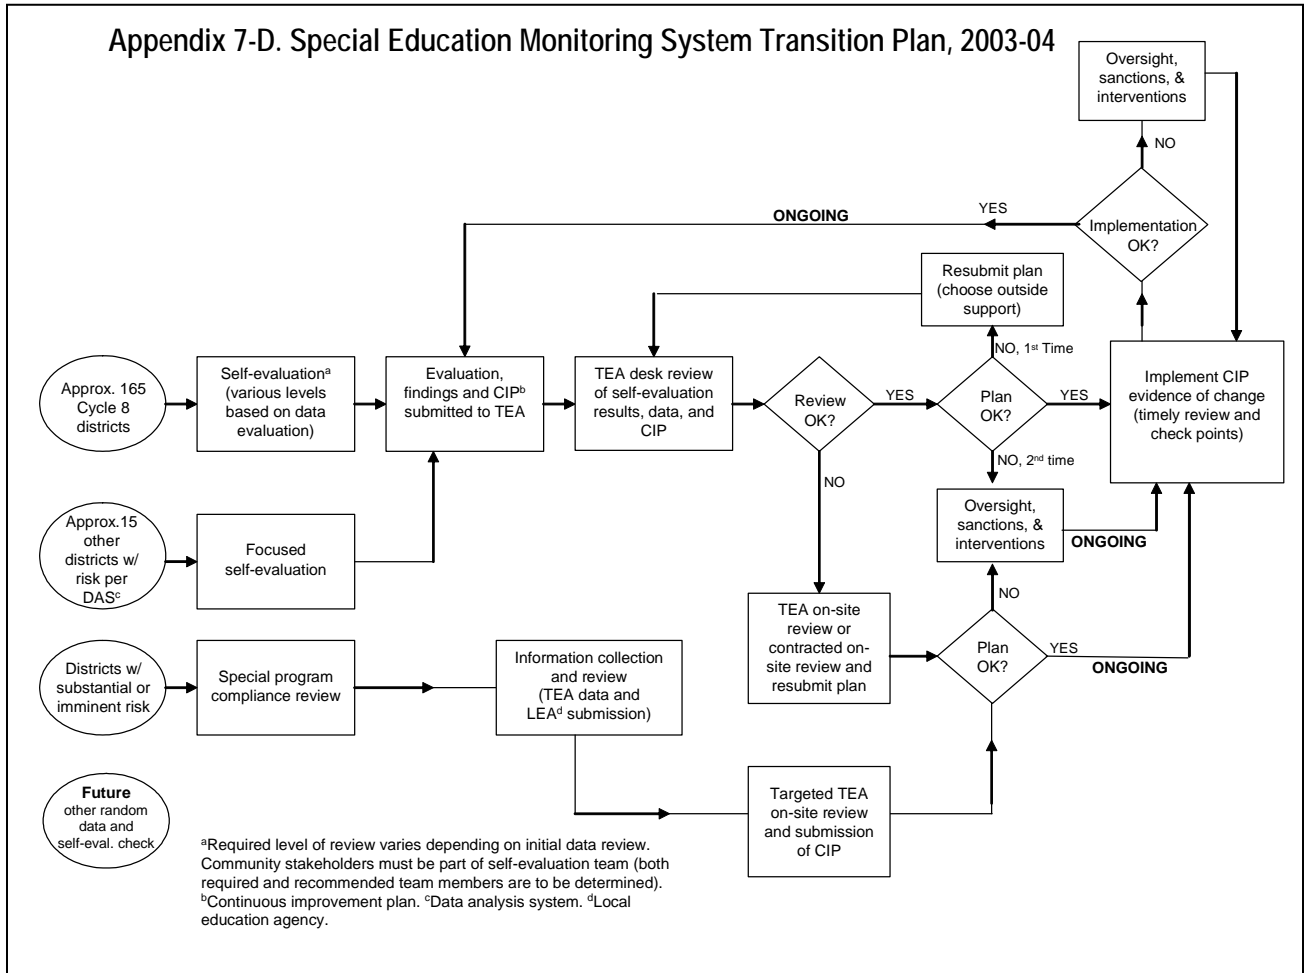 Appendix 7-D. Special Education Monitoring System Transition Plan, 2003-04
Oversight,
sanctions, &
interventions
NO
Implementation
OK?
YES
ONGOING
Resubmit plan
(choose outside
support)
NO, 1st Time
Approx. 165
Cycle 8
districts
Self-evaluationa
(various levels
based on data
evaluation)
Evaluation,
findings and CIPb
submitted to TEA
TEA desk review
of self-evaluation
results, data, and
CIP
Review
OK?
YES
Plan
OK?
YES
Implement CIP
evidence of change
(timely review and
check points)
NO, 2nd time
NO
Approx.15
other
districts w/
risk per
DASc
Focused
self-evaluation
Oversight,
sanctions, &
interventions
ONGOING
NO
TEA on-site
review or
contracted on-
site review and
resubmit plan
Plan
OK?
YES
ONGOING
Districts w/
substantial or
imminent risk
Special program
compliance review
Information collection
and review
(TEA data and
LEAd submission)
Future
other random
data and
self-eval. check
Targeted TEA
on-site review
and submission
of CIP
aRequired level of review varies depending on initial data review.
Community stakeholders must be part of self-evaluation team (both
required and recommended team members are to be determined).
bContinuous improvement plan. cData analysis system. dLocal
education agency.